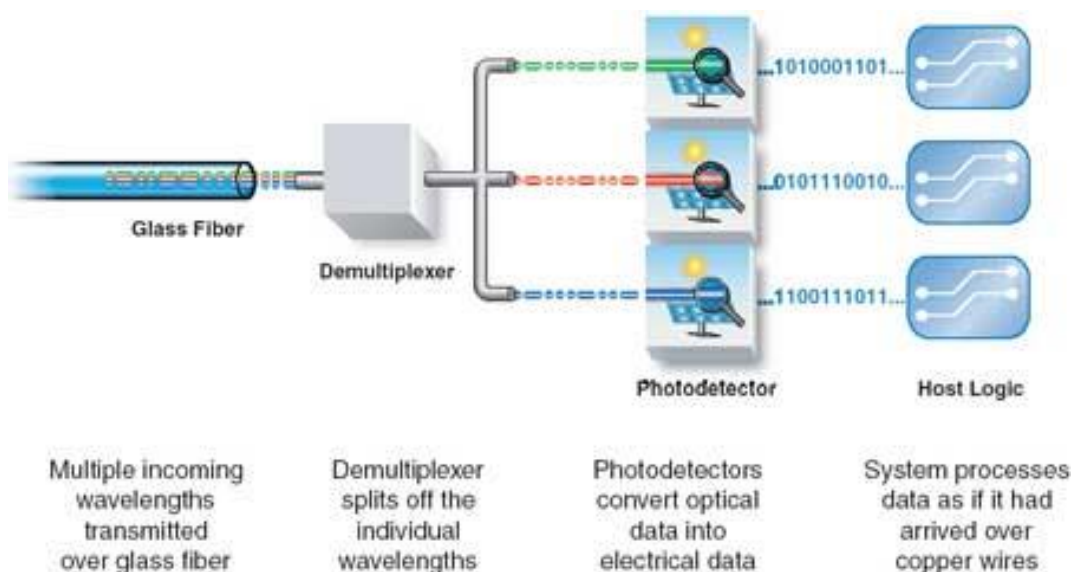 ...1010001101...
...0101110010...
Glass Fiber
Demultiplexer
...1100111011...
Photodetector
Host Logic
Multiple incoming
wavelengths
transmitted
over glass fiber
Demultiplexer
splits off the
individual
wavelengths
Photodetectors
convert optical
data into
electrical data
System processes
data as if it had
arrived over
copper wires